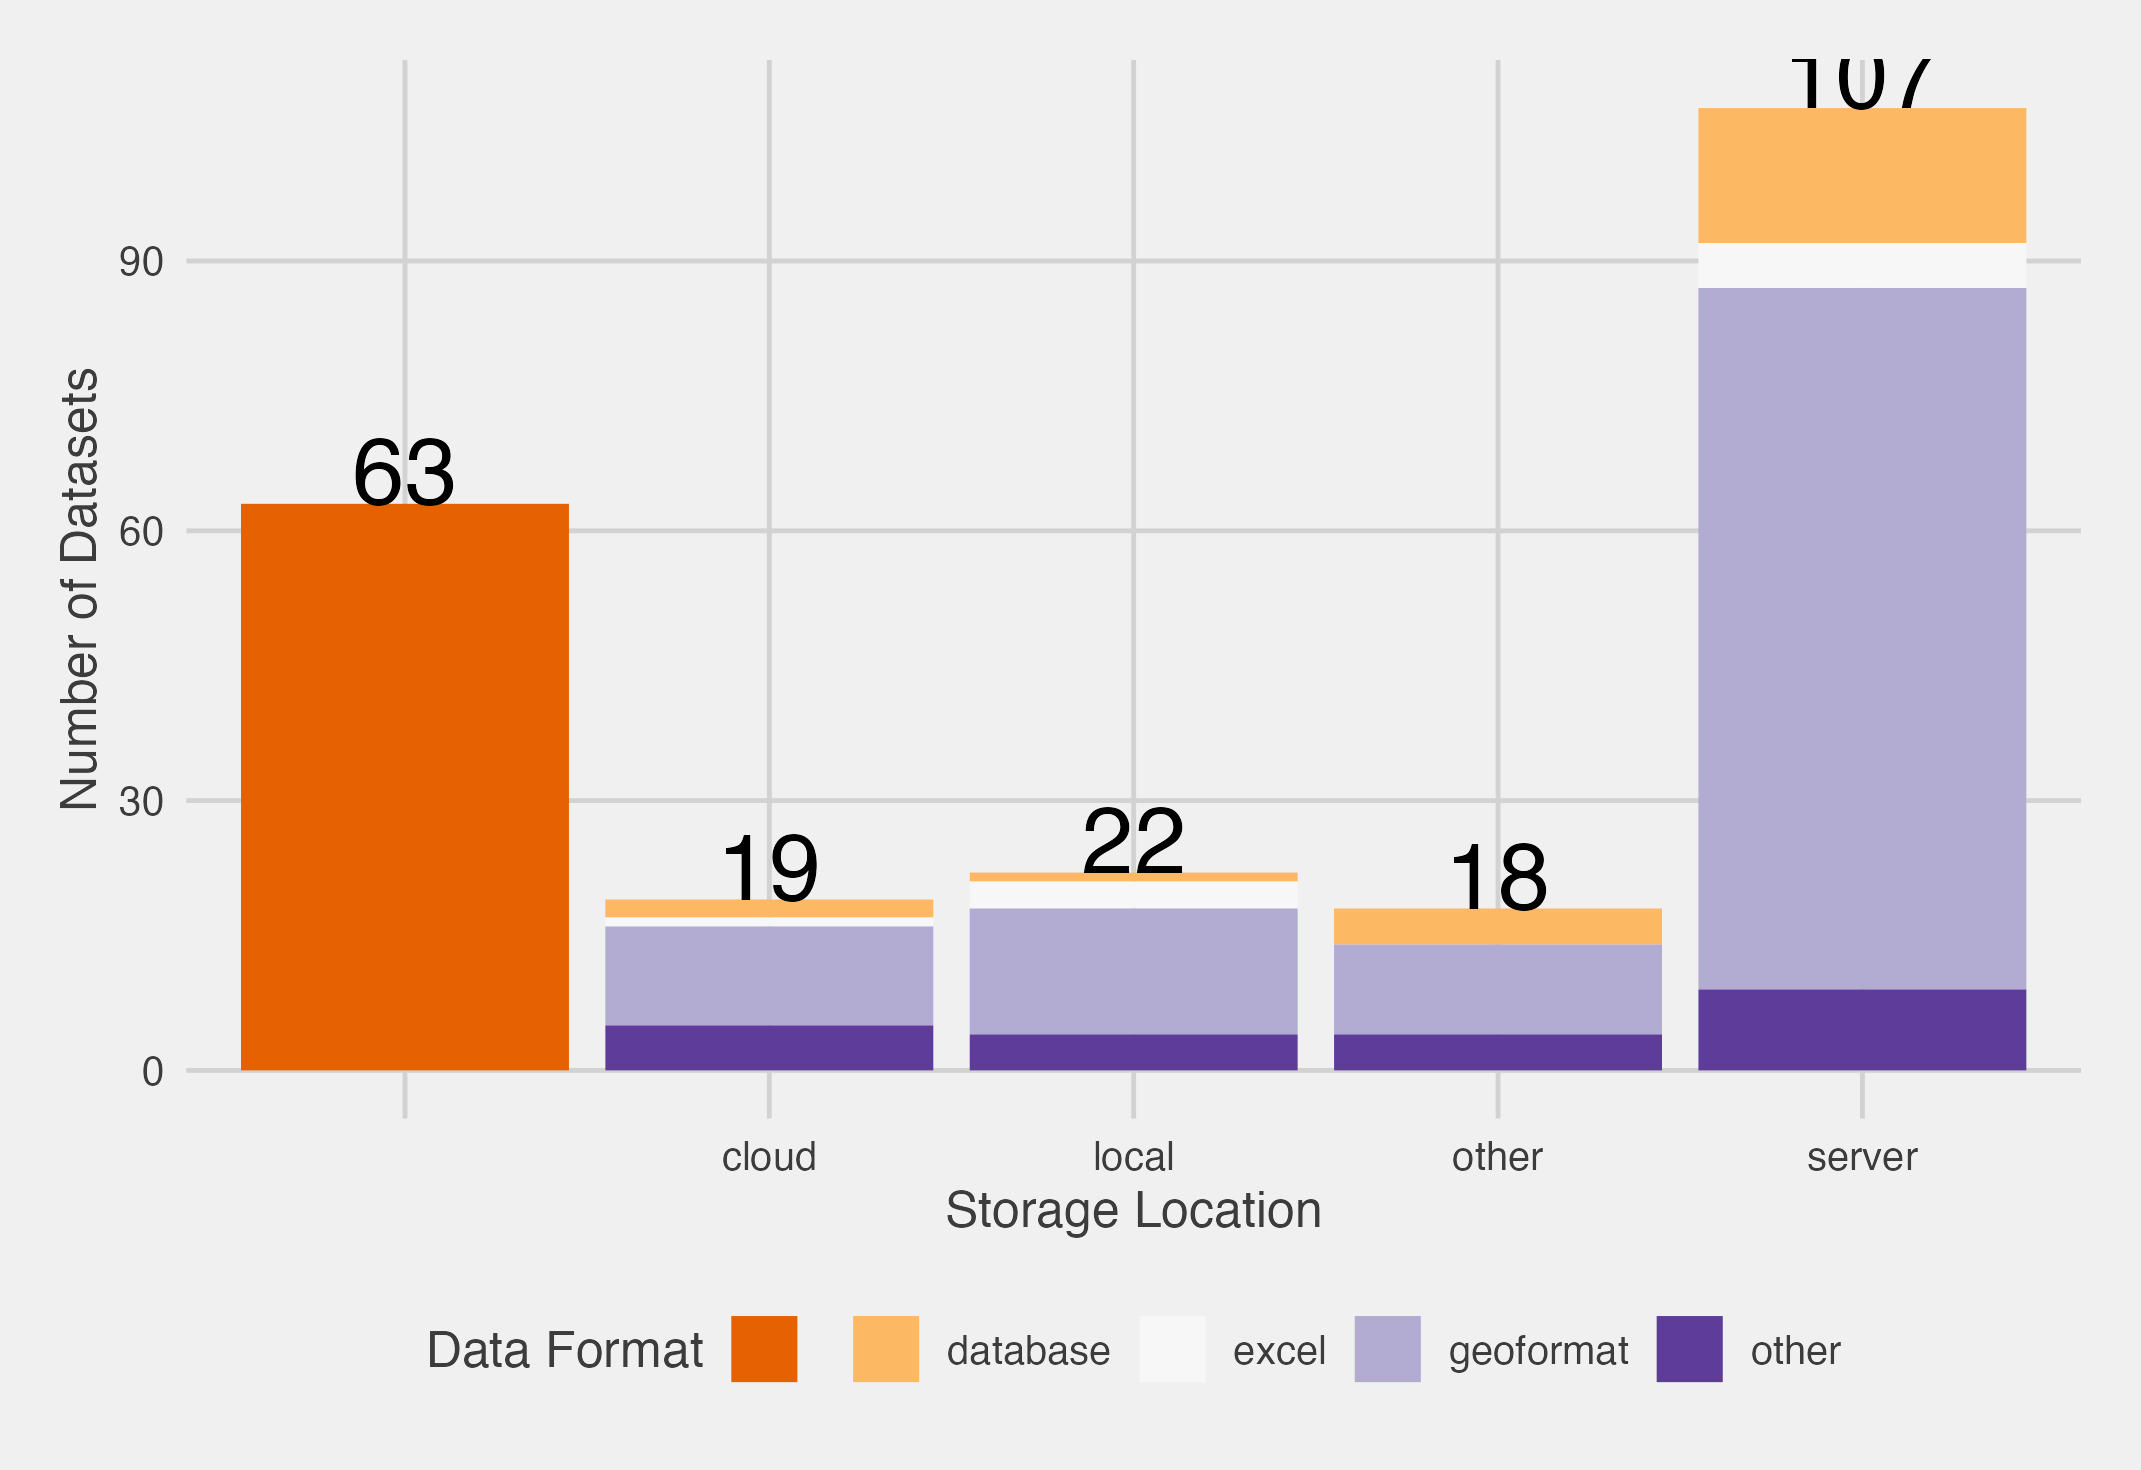 107
90
63
60
Number of Datasets
30
22
19
18
0
cloud local other server
Storage Location
Data Format database excel geoformat other